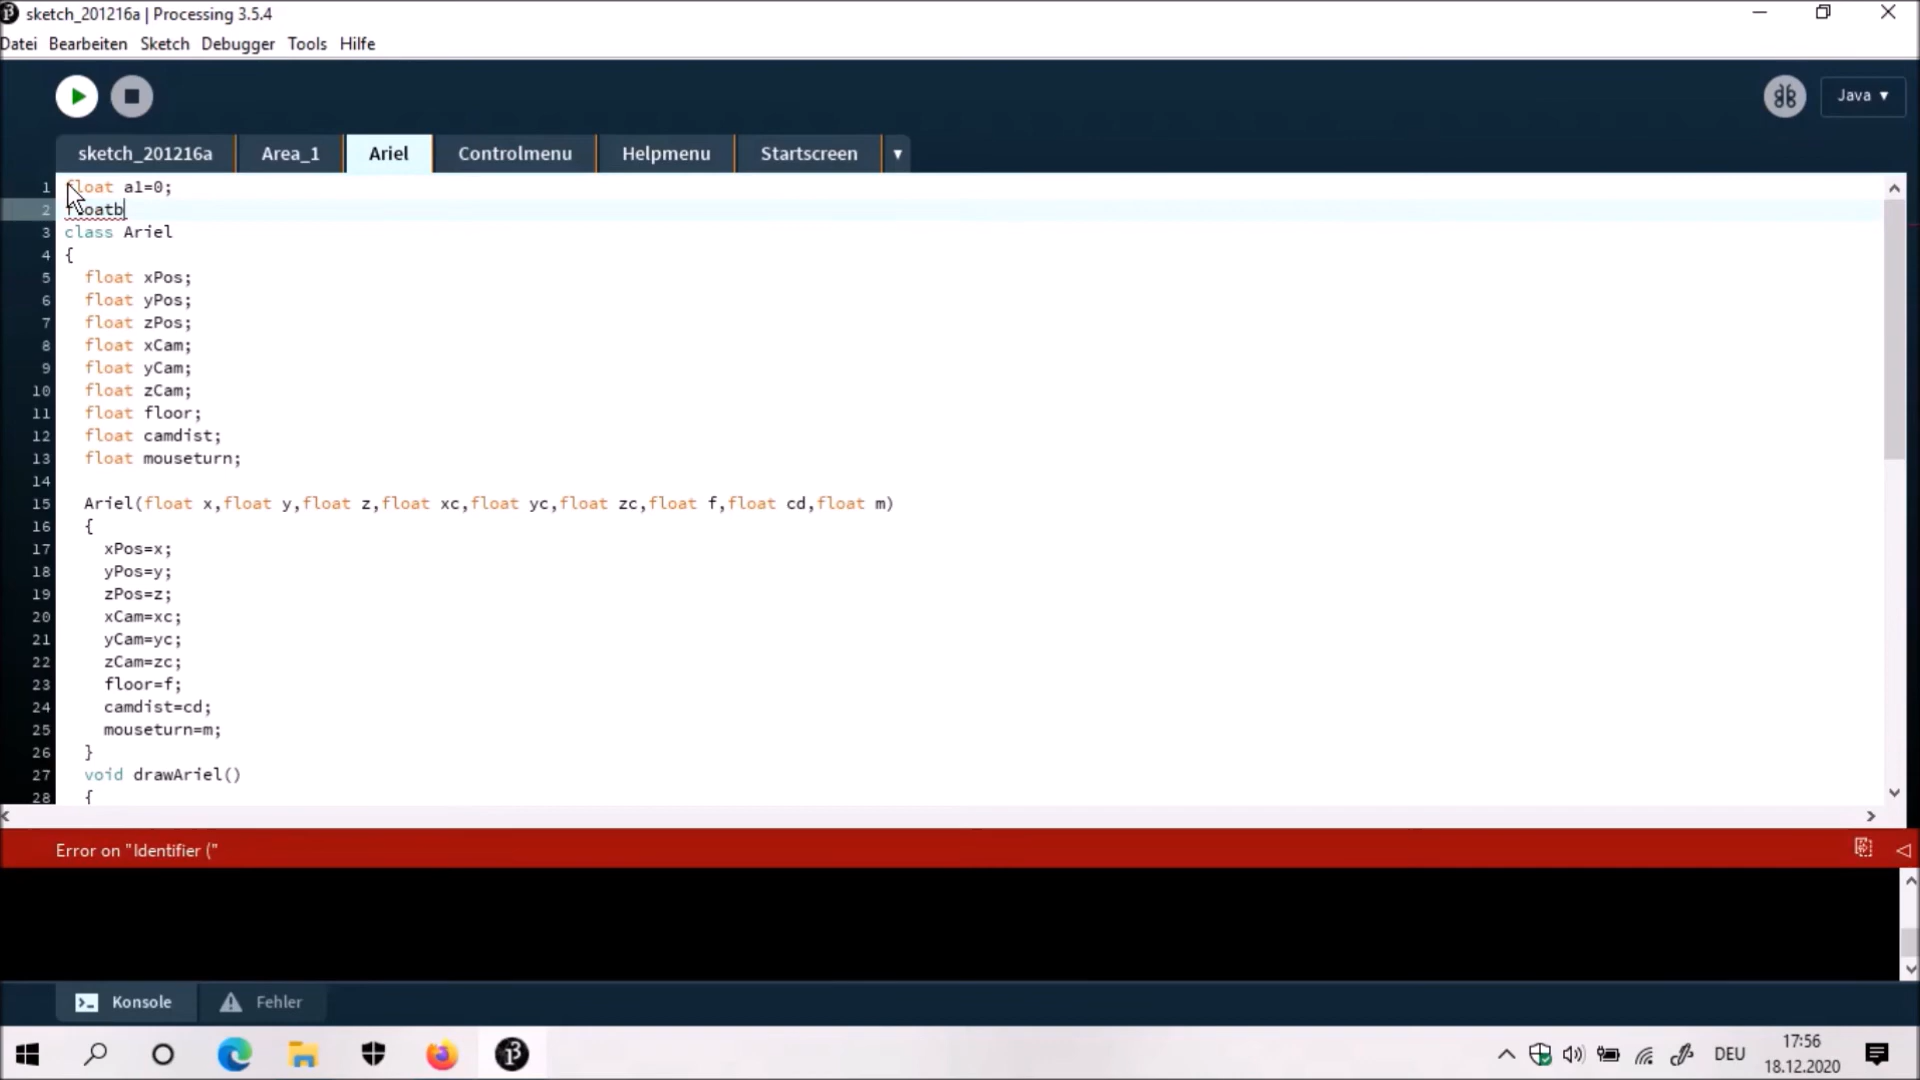 sketch_201216a | Processing 3.5.4
Datei Bearbeiten Sketch Debugger Tools Hilfe
Java ▾
sketch_201216a Area_1 Ariel Controlmenu Helpmenu Startscreen ▾
1 float a1=0;
2 floatb
3 class Ariel
4 {
5 float xPos;
6 float yPos;
7 float zPos;
8 float xCam;
9 float yCam;
10 float zCam;
11 float floor;
12 float camdist;
13 float mouseturn;
14
15 Ariel(float x,float y,float z,float xc,float yc,float zc,float f,float cd,float m)
16 {
17 xPos=x;
18 yPos=y;
19 zPos=z;
20 xCam=xc;
21 yCam=yc;
22 zCam=zc;
23 floor=f;
24 camdist=cd;
25 mouseturn=m;
26 }
27 void drawAriel()
28 {
Error on "Identifier ("
Konsole Fehler
DEU 17:56
18.12.2020